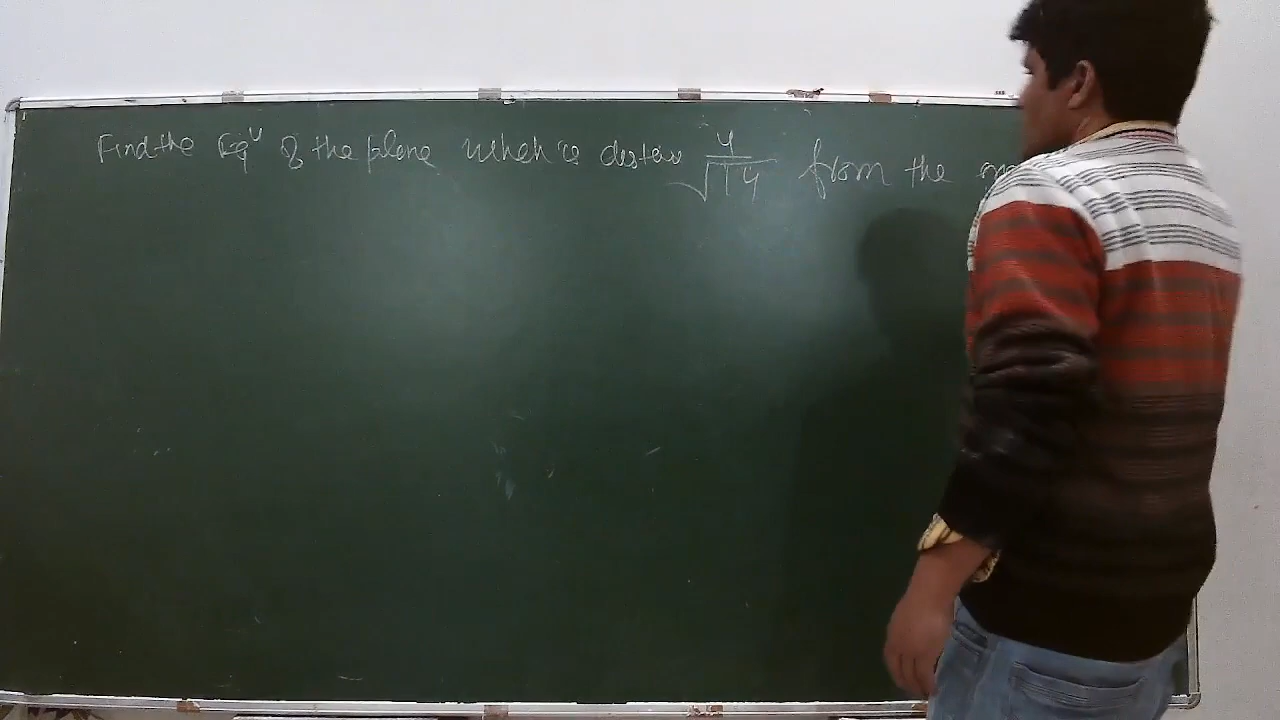 Find the Eqn of the plane which is distance 4/√14 from the